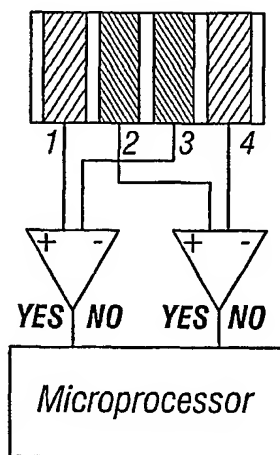 1 2 3 4
+ - + -
YES NO YES NO
Microprocessor